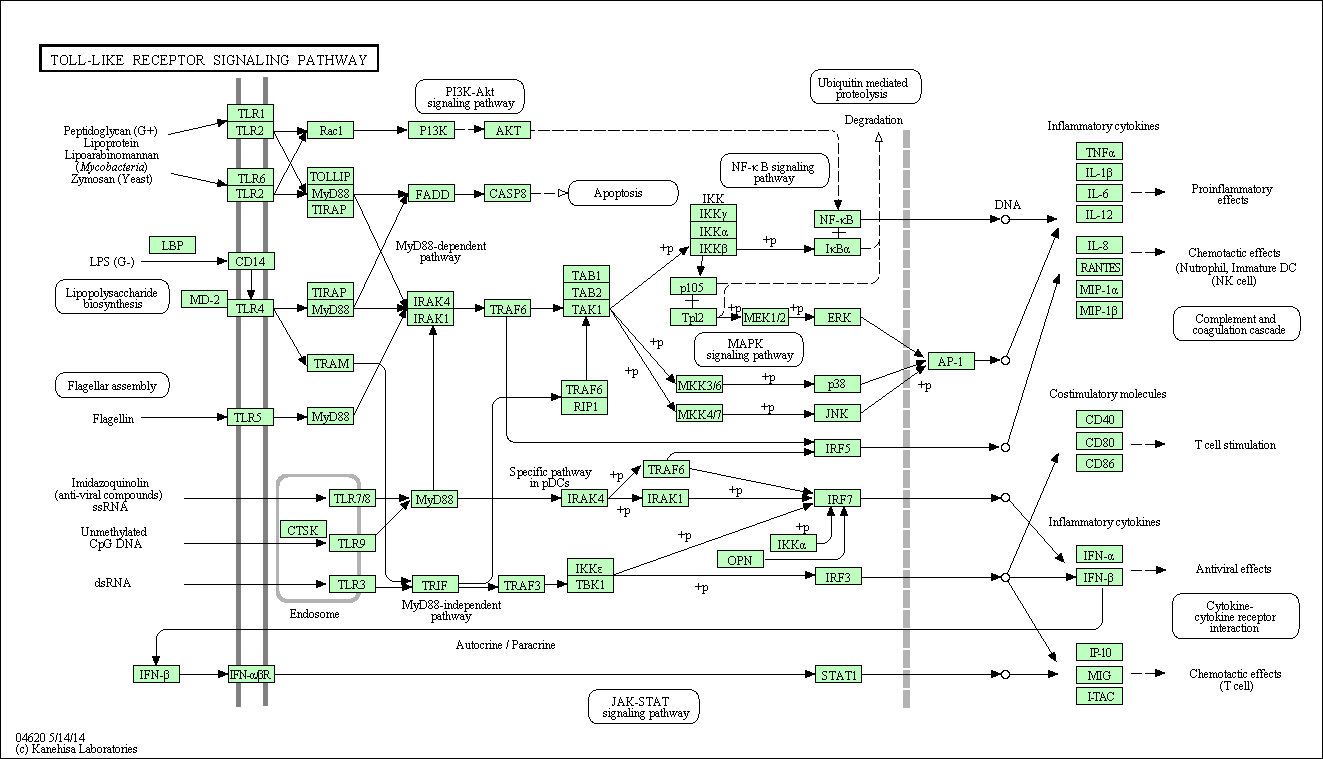 TOLL-LIKE RECEPTOR SIGNALING PATHWAY
PI3K-Akt
signaling pathway
Ubiquitin mediated
proteolysis
Degradation
TLR1
TLR2
Peptidoglycan (G+)
Lipoprotein
Lipoarabinomannan
(Mycobacteria)
Zymosan (Yeast)
Rac1
P13K
AKT
Inflammatory cytokines
TNFα
IL-1β
IL-6
IL-12
Proinflammatory
effects
TLR6
TLR2
TOLLIP
MyD88
TIRAP
FADD
CASP8
Apoptosis
NF-κ B signaling
pathway
IKK
IKKγ
IKKα
IKKβ
+p
+p
NF-κB
+
IκBα
DNA
LBP
LPS (G-)
CD14
MyD88-dependent
pathway
IL-8
RANTES
MIP-1α
MIP-1β
Chemotactic effects
(Nutrophil, Immature DC
(NK cell)
Lipopolysaccharide
biosynthesis
MD-2
TLR4
TIRAP
MyD88
IRAK4
IRAK1
TRAF6
TAB1
TAB2
TAK1
p105
+
Tpl2
+p
MEK1/2
+p
ERK
Complement and
coagulation cascade
MAPK
signaling pathway
+p
+p
AP-1
+p
TRAM
Flagellar assembly
Flagellin
TLR5
MyD88
TRAF6
RIP1
MKK3/6
+p
p38
MKK4/7
+p
JNK
IRF5
Costimulatory molecules
CD40
CD80
CD86
T cell stimulation
Imidazoquinolin
(anti-viral compounds)
ssRNA
TLR7/8
MyD88
Specific pathway
in pDCs
IRAK4
+p
+p
TRAF6
IRAK1
+p
IRF7
Unmethylated
CpG DNA
CTSK
TLR9
+p
+p
IKKα
OPN
Inflammatory cytokines
IFN-α
IFN-β
Antiviral effects
dsRNA
TLR3
Endosome
TRIF
MyD88-independent
pathway
TRAF3
IKKε
TBK1
+p
IRF3
Cytokine-
cytokine receptor
interaction
Autocrine / Paracrine
IFN-β
IFN-α/βR
STAT1
IP-10
MIG
I-TAC
Chemotactic effects
(T cell)
JAK-STAT
signaling pathway
04620 5/14/14
(c) Kanehisa Laboratories